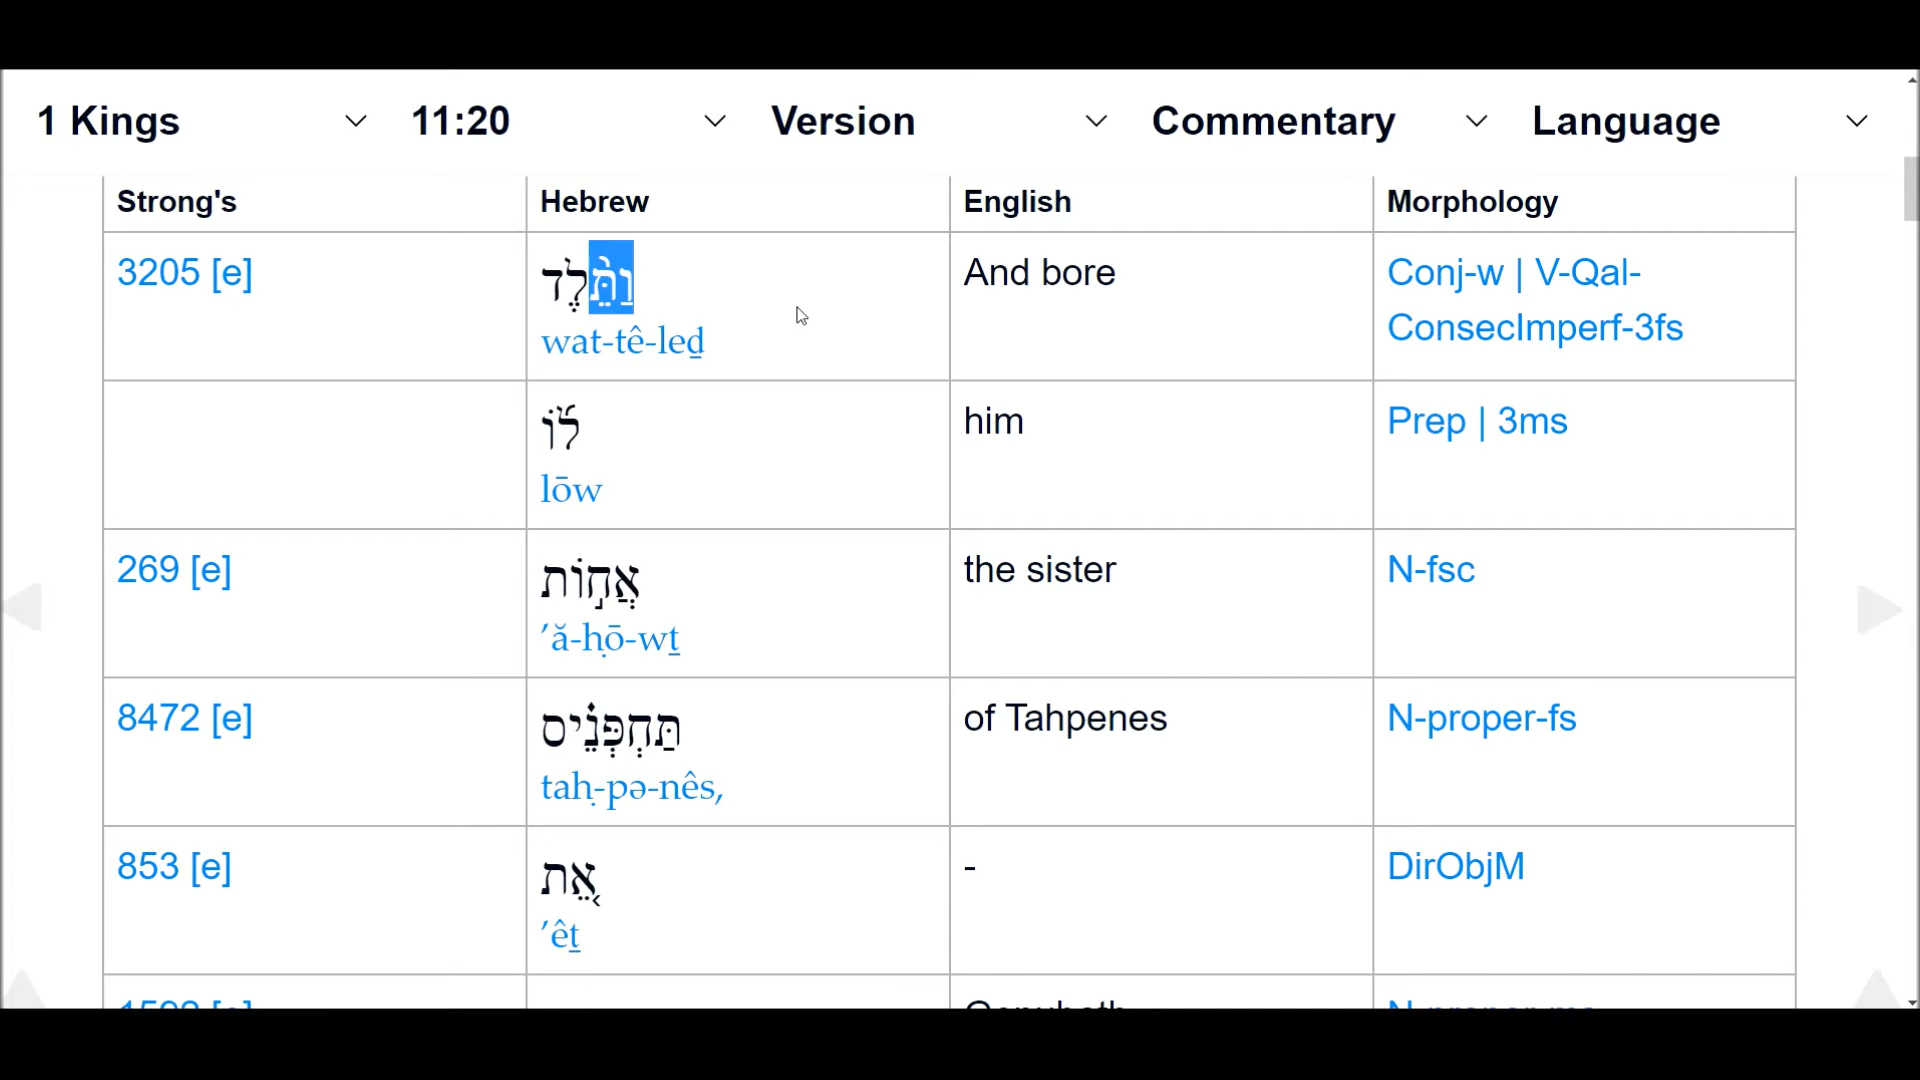 1 Kings 11:20 Version Commentary Language
Strong's Hebrew English Morphology
3205 [e] וַתֵּ֨לֶד And bore Conj-w | V-Qal-
wat-tê-leḏ ConsecImperf-3fs
ל֜וֹ him Prep | 3ms
lōw
269 [e] אֲח֣וֹת the sister N-fsc
’ă-ḥō-wṯ
8472 [e] תַּחְפְּנֵ֗יס of Tahpenes N-proper-fs
taḥ-pə-nês,
853 [e] אֵ֚ת - DirObjM
’êṯ